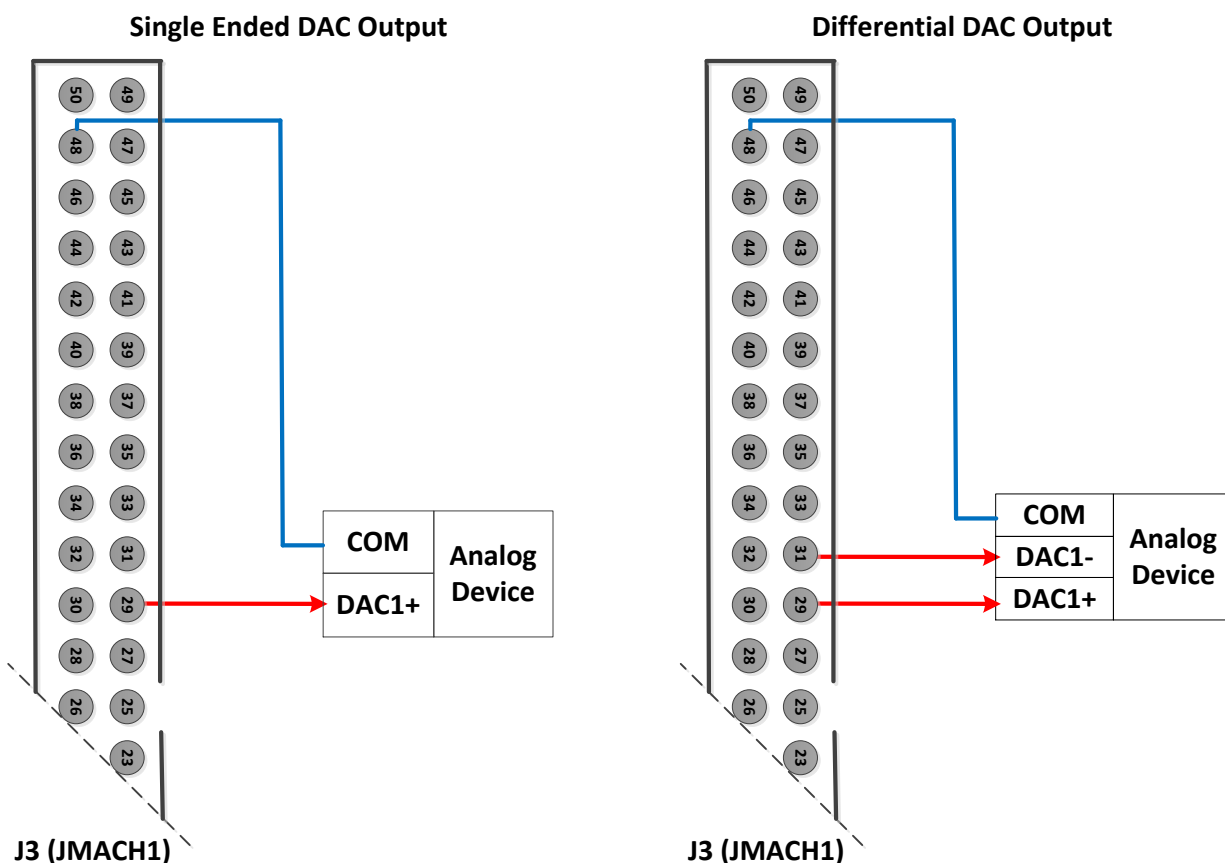 Single Ended DAC Output
50 49
48 47
46 45
44 43
42 41
40 39
38 37
36 35
34 33
32 31
30 29
28 27
26 25
23
COM
DAC1+
Analog
Device
J3 (JMACH1)
Differential DAC Output
50 49
48 47
46 45
44 43
42 41
40 39
38 37
36 35
34 33
32 31
30 29
28 27
26 25
23
COM
DAC1-
DAC1+
Analog
Device
J3 (JMACH1)